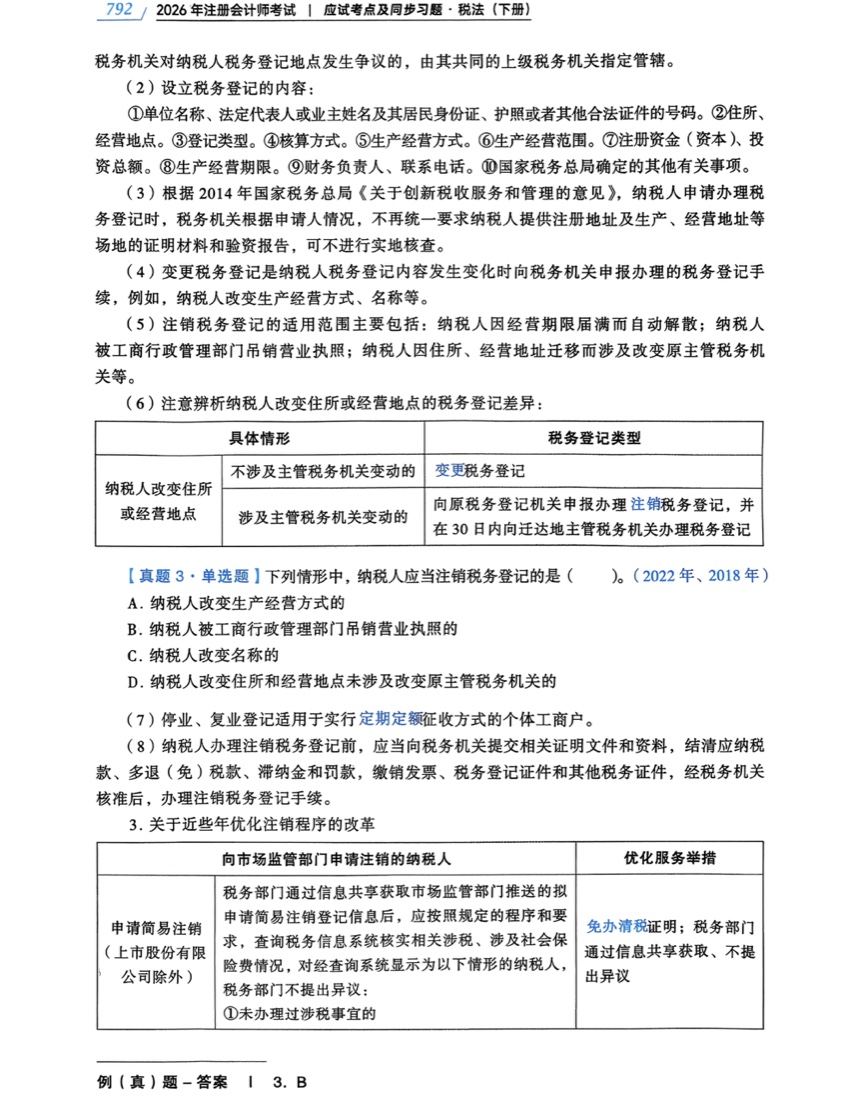 792 2026年注册会计师考试 | 应试考点及同步习题·税法（下册）
税务机关对纳税人税务登记地点发生争议的，由其共同的上级税务机关指定管辖。
（2）设立税务登记的内容：
①单位名称、法定代表人或业主姓名及其居民身份证、护照或者其他合法证件的号码。②住所、
经营地点。③登记类型。④核算方式。⑤生产经营方式。⑥生产经营范围。⑦注册资金（资本）、投
资总额。⑧生产经营期限。⑨财务负责人、联系电话。⑩国家税务总局确定的其他有关事项。
（3）根据2014年国家税务总局《关于创新税收服务和管理的意见》，纳税人申请办理税
务登记时，税务机关根据申请人情况，不再统一要求纳税人提供注册地址及生产、经营地址等
场地的证明材料和验资报告，可不进行实地核查。
（4）变更税务登记是纳税人税务登记内容发生变化时向税务机关申报办理的税务登记手
续，例如，纳税人改变生产经营方式、名称等。
（5）注销税务登记的适用范围主要包括：纳税人因经营期限届满而自动解散；纳税人
被工商行政管理部门吊销营业执照；纳税人因住所、经营地址迁移而涉及改变原主管税务机
关等。
（6）注意辨析纳税人改变住所或经营地点的税务登记差异：
具体情形 税务登记类型
纳税人改变住所
或经营地点
不涉及主管税务机关变动的 变更税务登记
涉及主管税务机关变动的
向原税务登记机关申报办理注销税务登记，并
在30日内向迁达地主管税务机关办理税务登记
【真题3·单选题】下列情形中，纳税人应当注销税务登记的是（ ）。（2022年、2018年）
A. 纳税人改变生产经营方式的
B. 纳税人被工商行政管理部门吊销营业执照的
C. 纳税人改变名称的
D. 纳税人改变住所和经营地点未涉及改变原主管税务机关的
（7）停业、复业登记适用于实行定期定额征收方式的个体工商户。
（8）纳税人办理注销税务登记前，应当向税务机关提交相关证明文件和资料，结清应纳税
款、多退（免）税款、滞纳金和罚款，缴销发票、税务登记证件和其他税务证件，经税务机关
核准后，办理注销税务登记手续。
3. 关于近些年优化注销程序的改革
向市场监管部门申请注销的纳税人 优化服务举措
申请简易注销
（上市股份有限
公司除外）
税务部门通过信息共享获取市场监管部门推送的拟
申请简易注销登记信息后，应按照规定的程序和要
求，查询税务信息系统核实相关涉税、涉及社会保
险费情况，对经查询系统显示为以下情形的纳税人，
税务部门不提出异议：
①未办理过涉税事宜的
免办清税证明；税务部门
通过信息共享获取、不提
出异议
例（真）题–答案 | 3. B